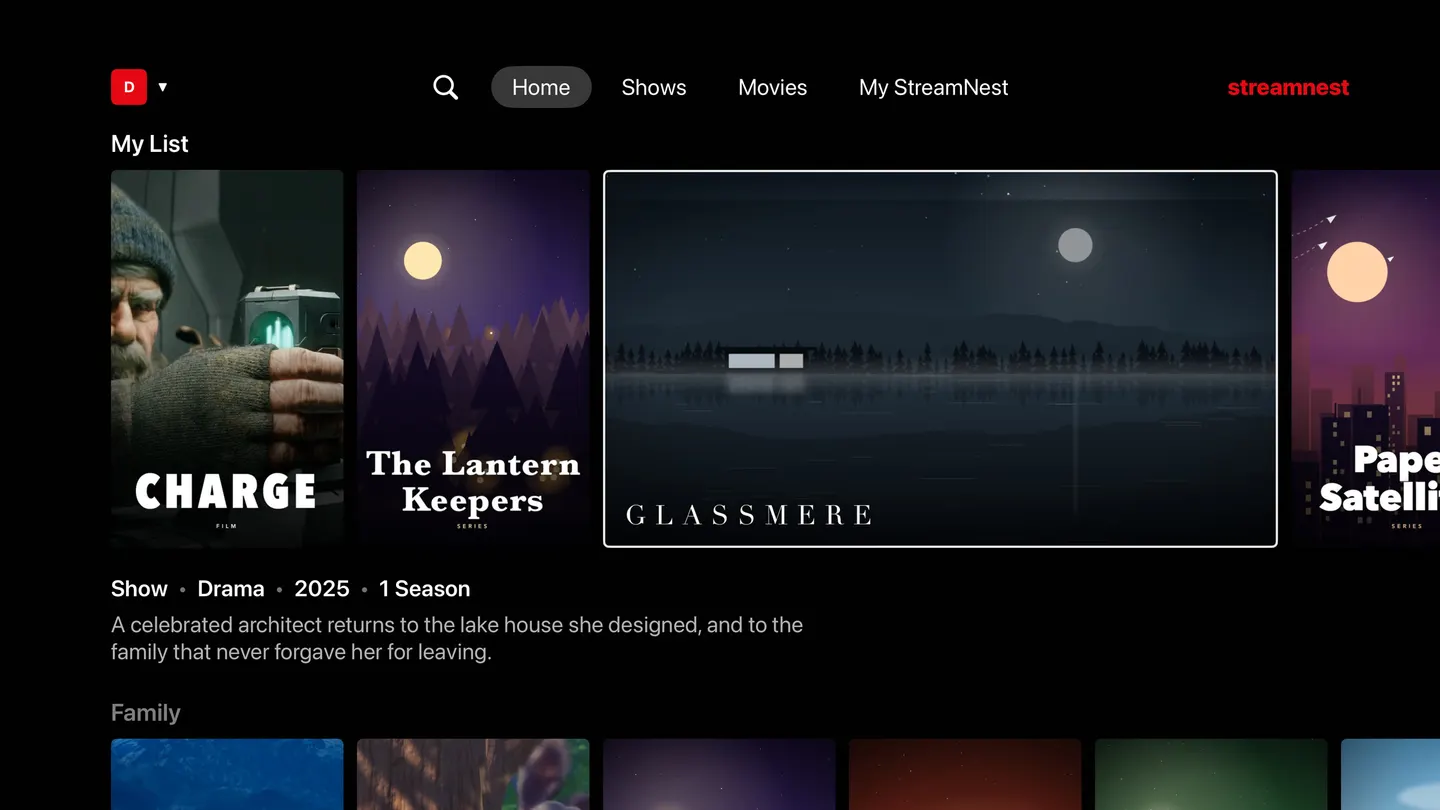 D
Home
Shows
Movies
My StreamNest
streamnest
My List
CHARGE
FILM
The Lantern
Keepers
SERIES
GLASSMERE
Pape
Satelli
SERIES
Show • Drama • 2025 • 1 Season
A celebrated architect returns to the lake house she designed, and to the
family that never forgave her for leaving.
Family